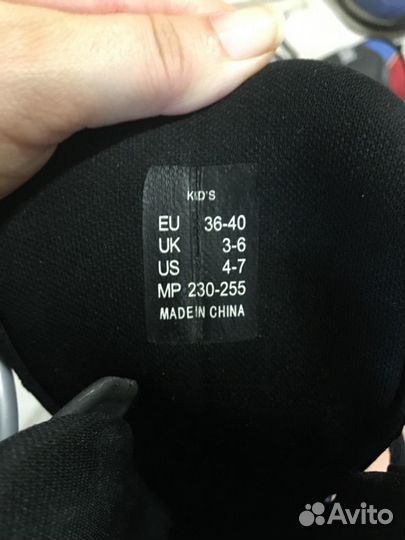 KID'S
EU 36-40
UK 3-6
US 4-7
MP 230-255
MADE IN CHINA
Avito